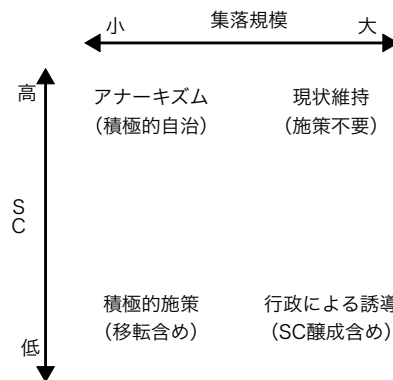 集落規模
小 大
高
アナーキズム 現状維持
（積極的自治） （施策不要）
SC
積極的施策 行政による誘導
（移転含め） （SC醸成含め）
低